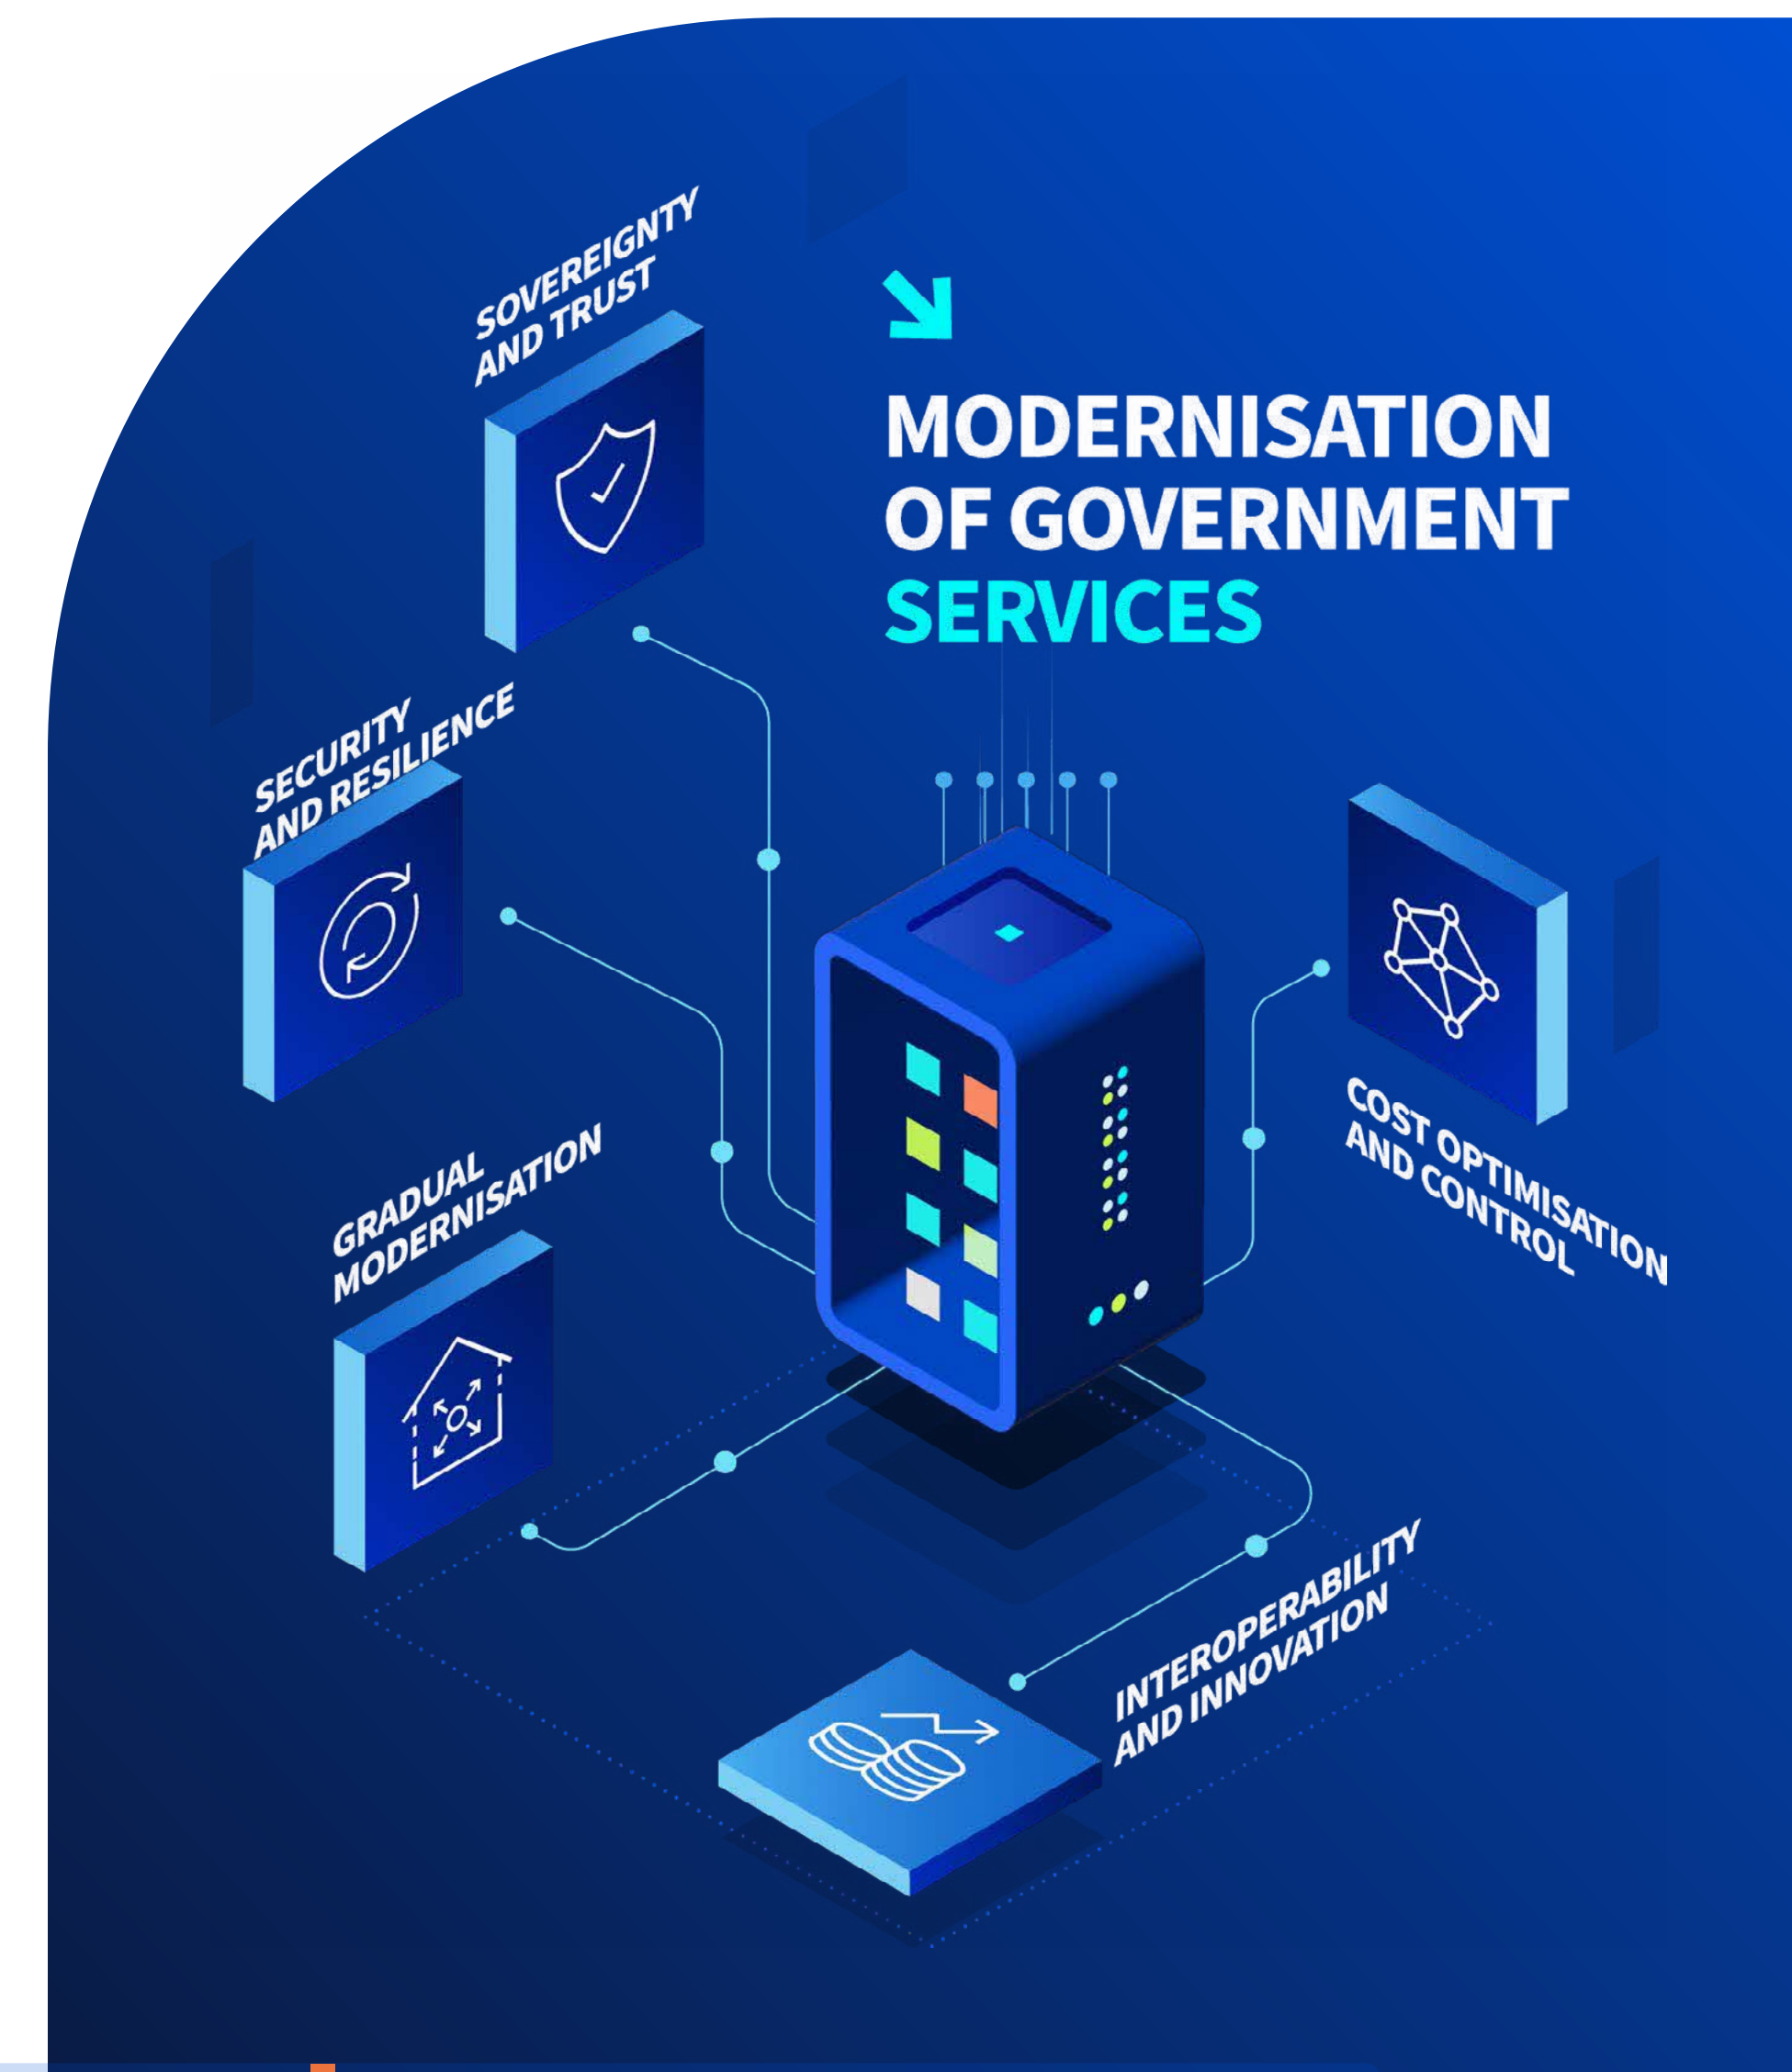 SOVEREIGNTY
AND TRUST
MODERNISATION
OF GOVERNMENT
SERVICES
SECURITY
AND RESILIENCE
COST OPTIMISATION
AND CONTROL
GRADUAL
MODERNISATION
INTEROPERABILITY
AND INNOVATION